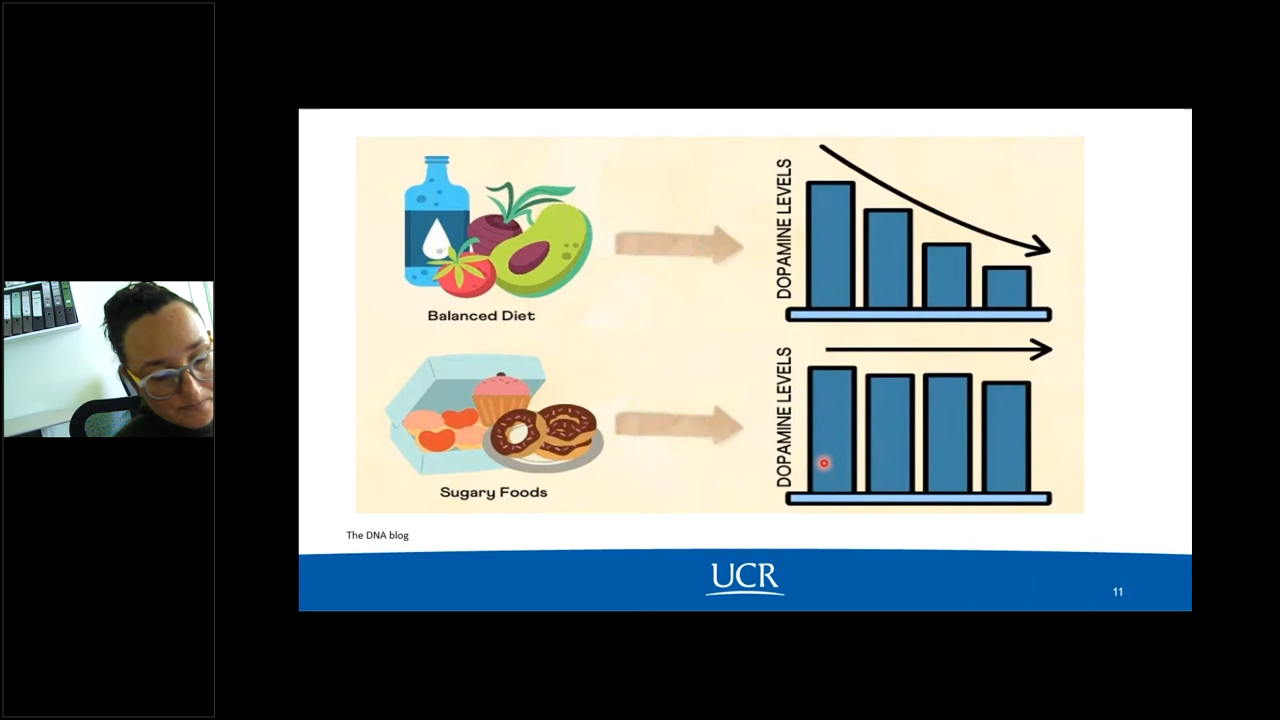 Balanced Diet
DOPAMINE LEVELS
Sugary Foods
DOPAMINE LEVELS
The DNA blog
UCR
11